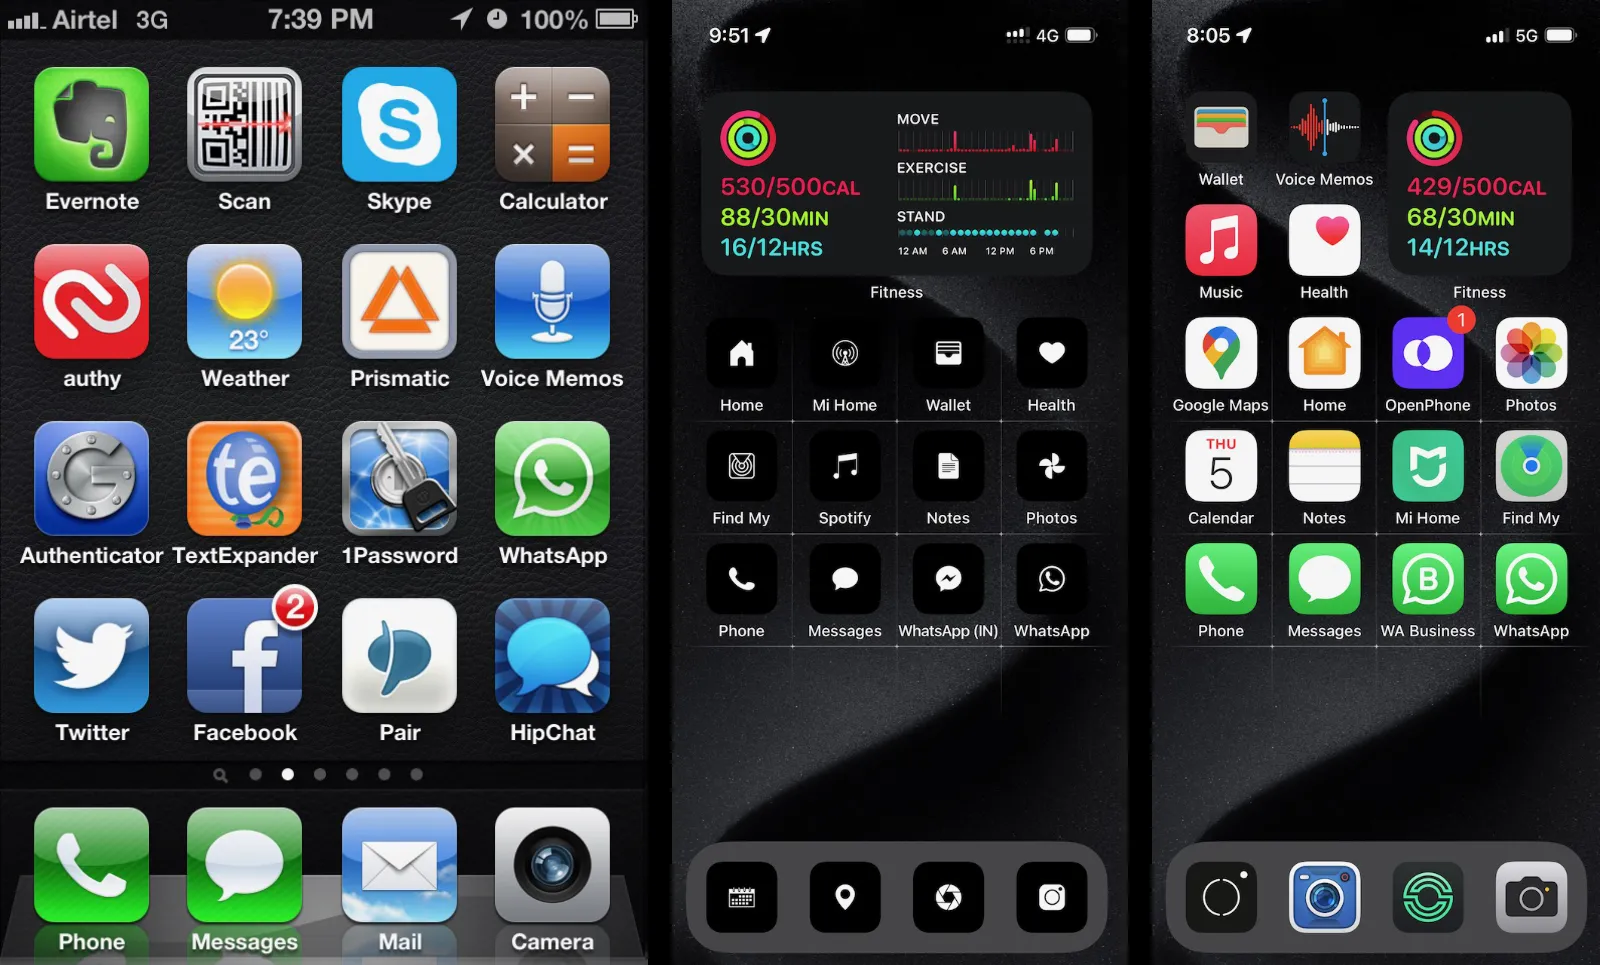 Airtel 3G 7:39 PM 100%
Evernote Scan Skype Calculator
23°
authy Weather Prismatic Voice Memos
tè
Authenticator TextExpander 1Password WhatsApp
2
Twitter Facebook Pair HipChat
Phone Messages Mail Camera
9:51 4G
MOVE
530/500CAL
EXERCISE
88/30MIN
STAND
16/12HRS
12 AM 6 AM 12 PM 6 PM
Fitness
Home Mi Home Wallet Health
Find My Spotify Notes Photos
Phone Messages WhatsApp (IN) WhatsApp
8:05 5G
Wallet Voice Memos
429/500CAL
68/30MIN
14/12HRS
Music Health Fitness
1
Google Maps Home OpenPhone Photos
THU
5
Calendar Notes Mi Home Find My
B
Phone Messages WA Business WhatsApp